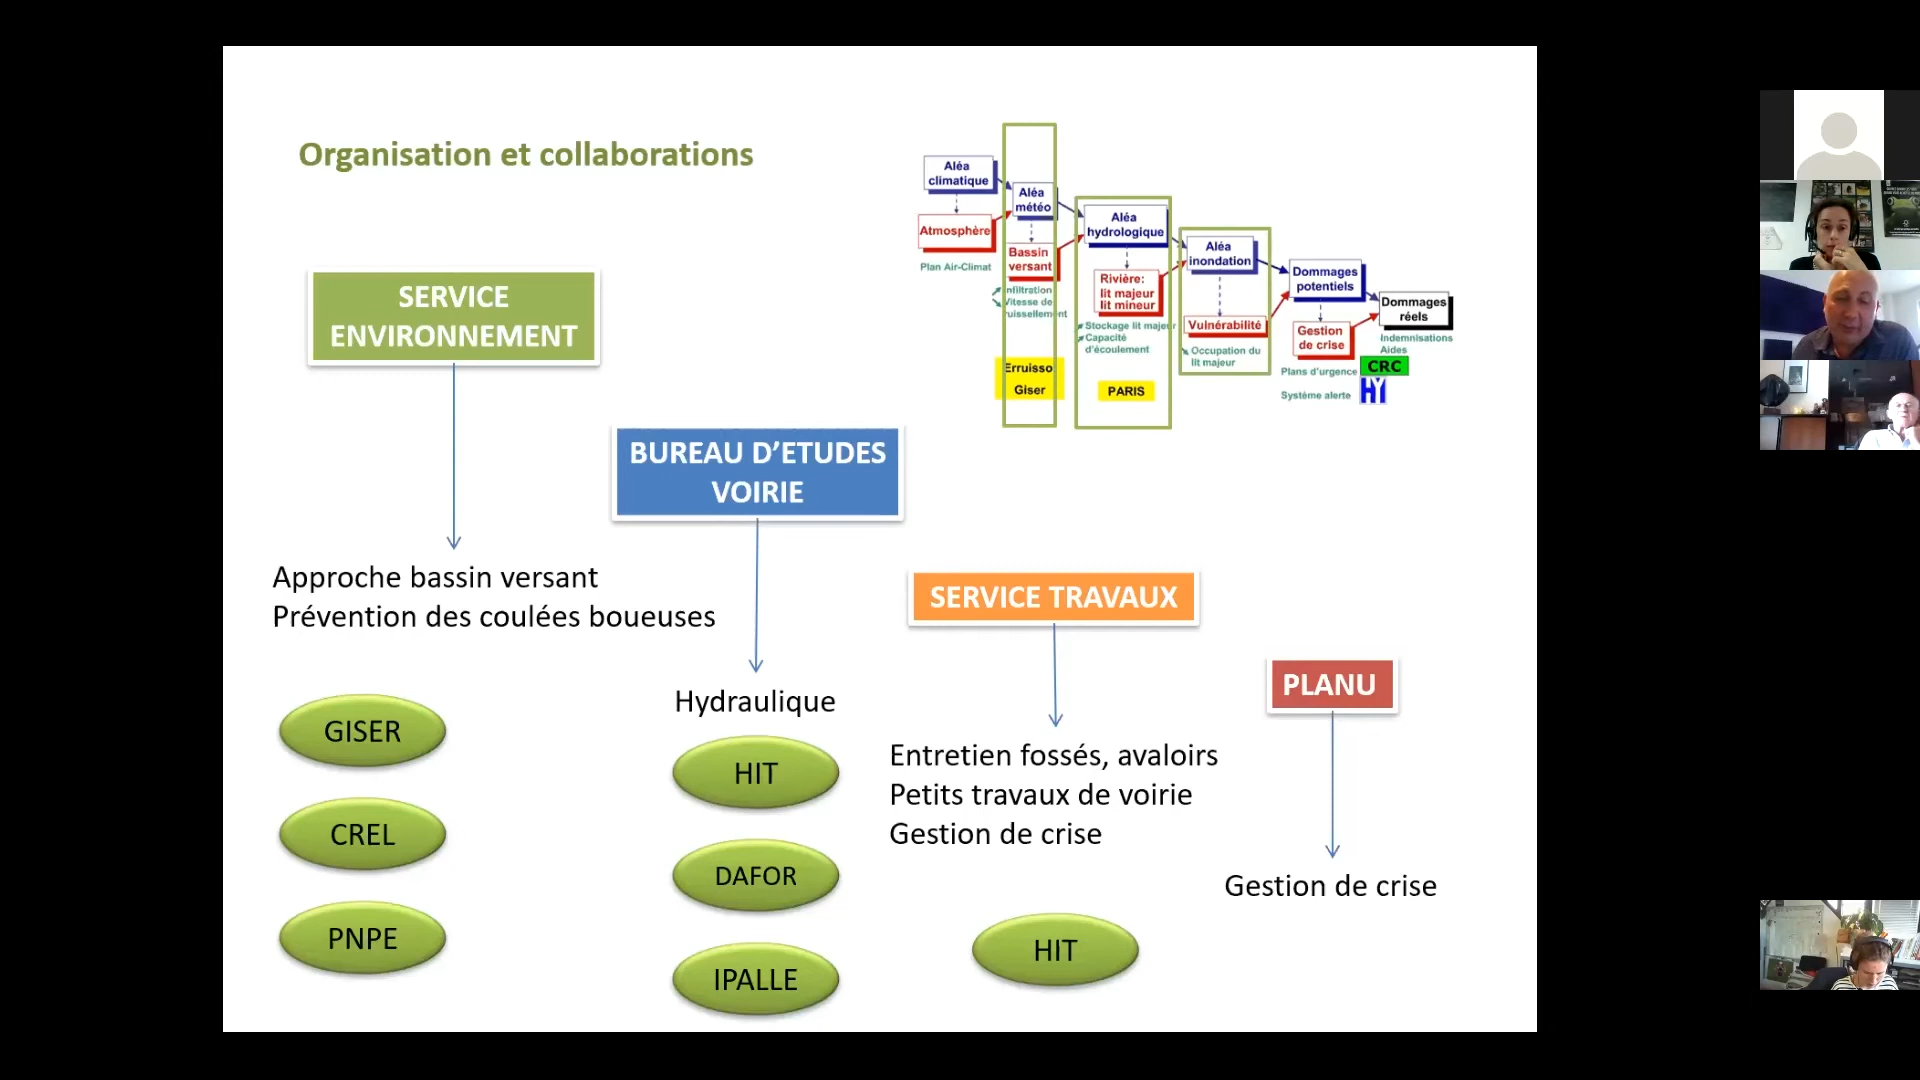 Organisation et collaborations
Aléa
climatique
Atmosphère
Plan Air-Climat
Aléa
météo
Bassin
versant
Vitesse de
Erruisso
Giser
Aléa
hydrologique
Rivière:
lit majeur
lit mineur
Stockage lit majeur
Capacité
d'écoulement
PARIS
Aléa
inondation
Vulnérabilité
Occupation du
lit majeur
Dommages
potentiels
Gestion
de crise
Plans d'urgence
Système alerte
Dommages
réels
Indemnisations
Aides
CRC
HY
SERVICE
ENVIRONNEMENT
Approche bassin versant
Prévention des coulées boueuses
GISER
CREL
PNPE
BUREAU D'ETUDES
VOIRIE
Hydraulique
HIT
DAFOR
IPALLE
SERVICE TRAVAUX
Entretien fossés, avaloirs
Petits travaux de voirie
Gestion de crise
HIT
PLANU
Gestion de crise